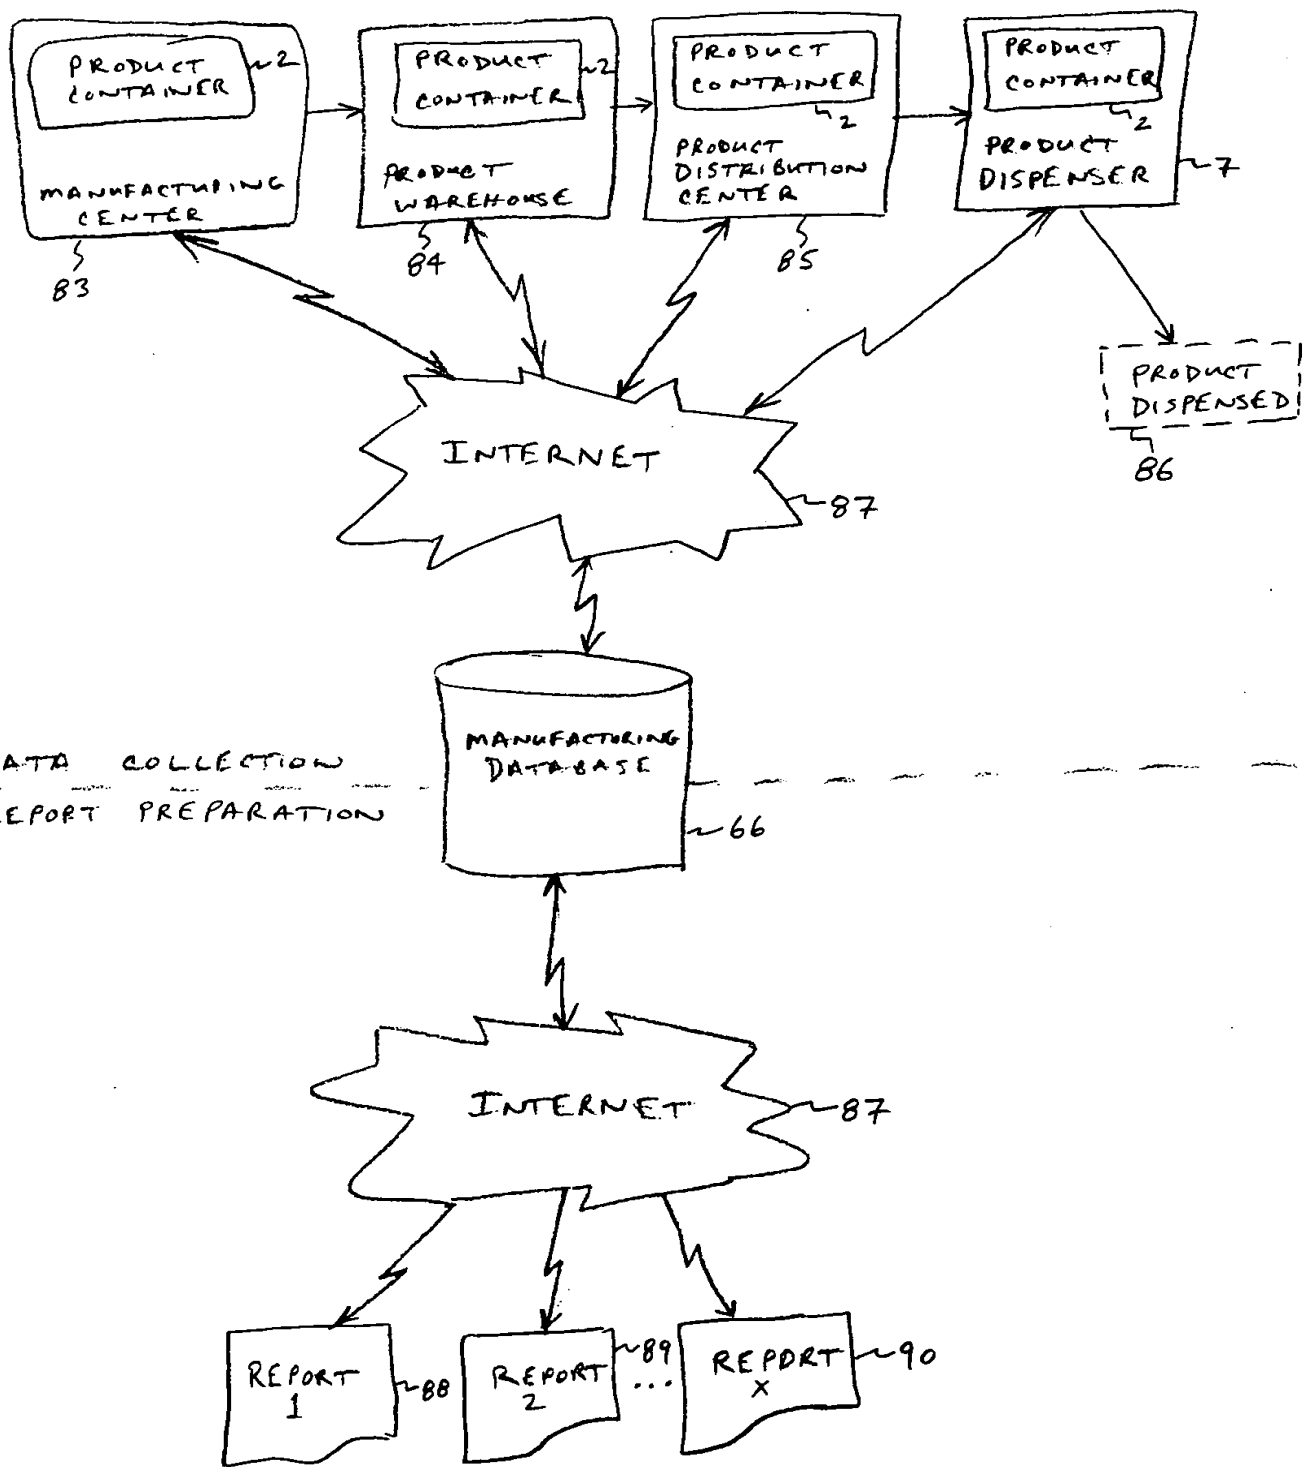 PRODUCT
CONTAINER
2
MANUFACTURING
CENTER
83
PRODUCT
CONTAINER
2
PRODUCT
WAREHOUSE
84
PRODUCT
CONTAINER
2
PRODUCT
DISTRIBUTION
CENTER
85
PRODUCT
CONTAINER
2
PRODUCT
DISPENSER
7
PRODUCT
DISPENSED
86
INTERNET
87
MANUFACTURING
DATABASE
66
ATA COLLECTION
EPORT PREPARATION
INTERNET
87
REPORT
1
88
REPORT
2
89
...
REPORT
X
90